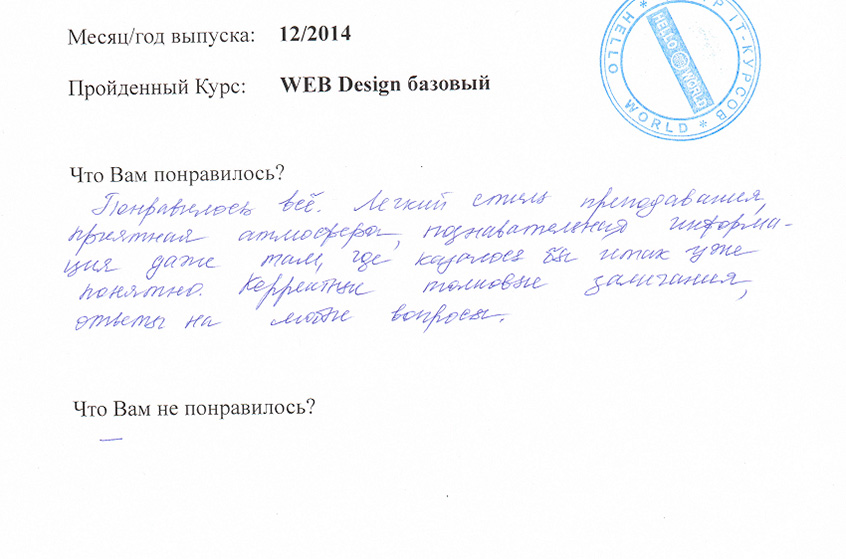 Месяц/год выпуска: 12/2014
Пройденный Курс: WEB Design базовый
HELLO WORLD * IT-КУРСОВ *
HELLO WORLD
Что Вам понравилось?
Понравилось всё. Легкий стиль преподавания,
приятная атмосфера, познавательная информа-
ция даже там, где казалось бы итак уже
понятно. Корректные толковые замечания,
ответы на любые вопросы.
Что Вам не понравилось?
—